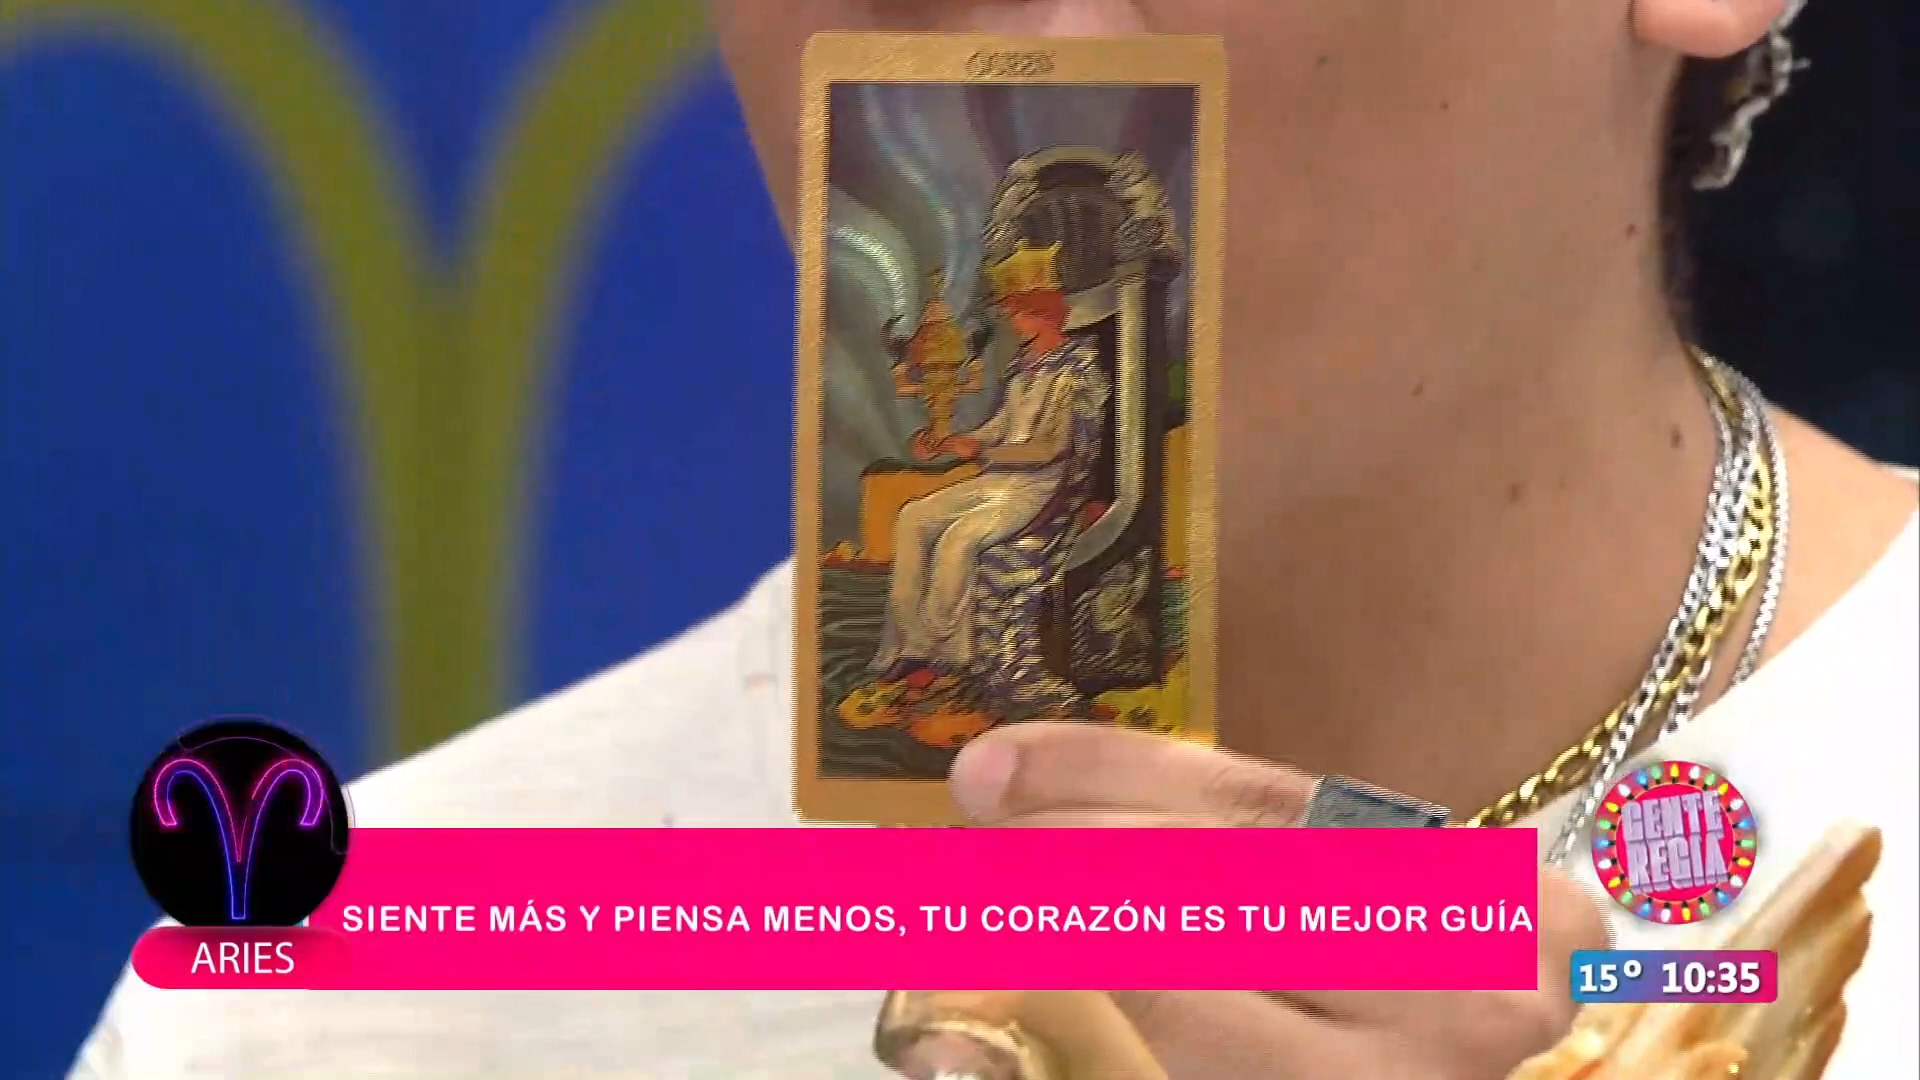 QUEEN
SIENTE MÁS Y PIENSA MENOS, TU CORAZÓN ES TU MEJOR GUÍA
ARIES
GENTE
REGIA
15° 10:35